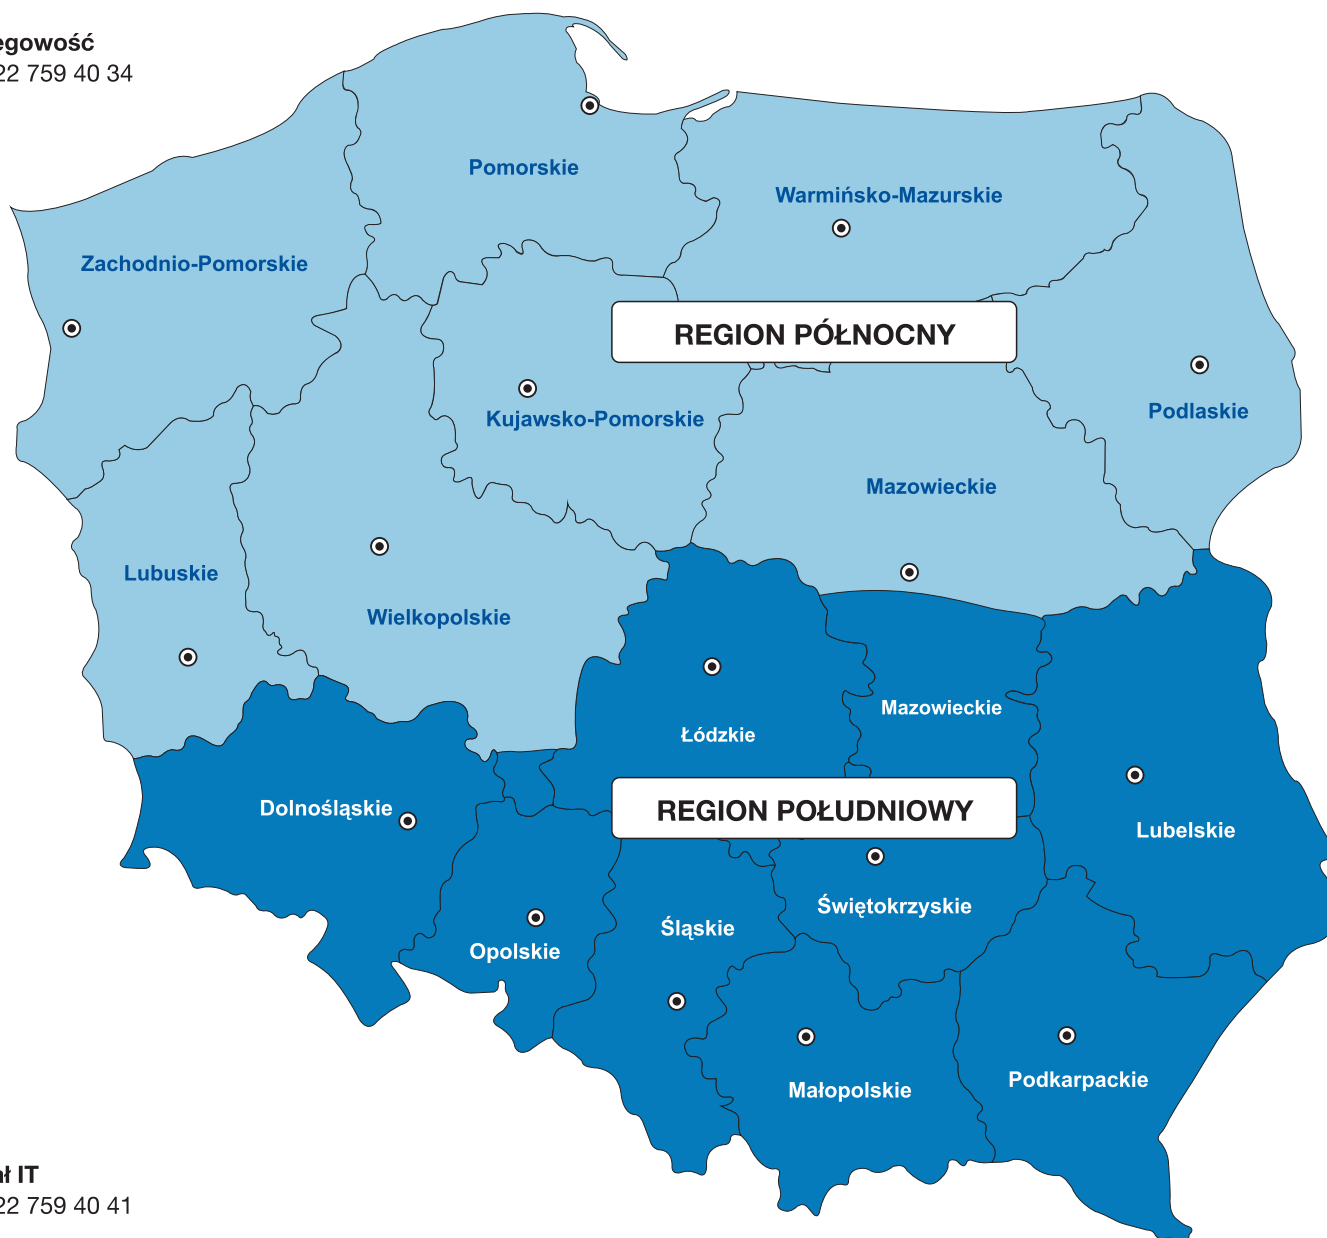 ęgowość
22 759 40 34
Pomorskie
Warmińsko-Mazurskie
Zachodnio-Pomorskie
REGION PÓŁNOCNY
Kujawsko-Pomorskie
Podlaskie
Mazowieckie
Lubuskie
Wielkopolskie
Mazowieckie
Łódzkie
Dolnośląskie
REGION POŁUDNIOWY
Lubelskie
Świętokrzyskie
Śląskie
Opolskie
Podkarpackie
Małopolskie
ał IT
22 759 40 41